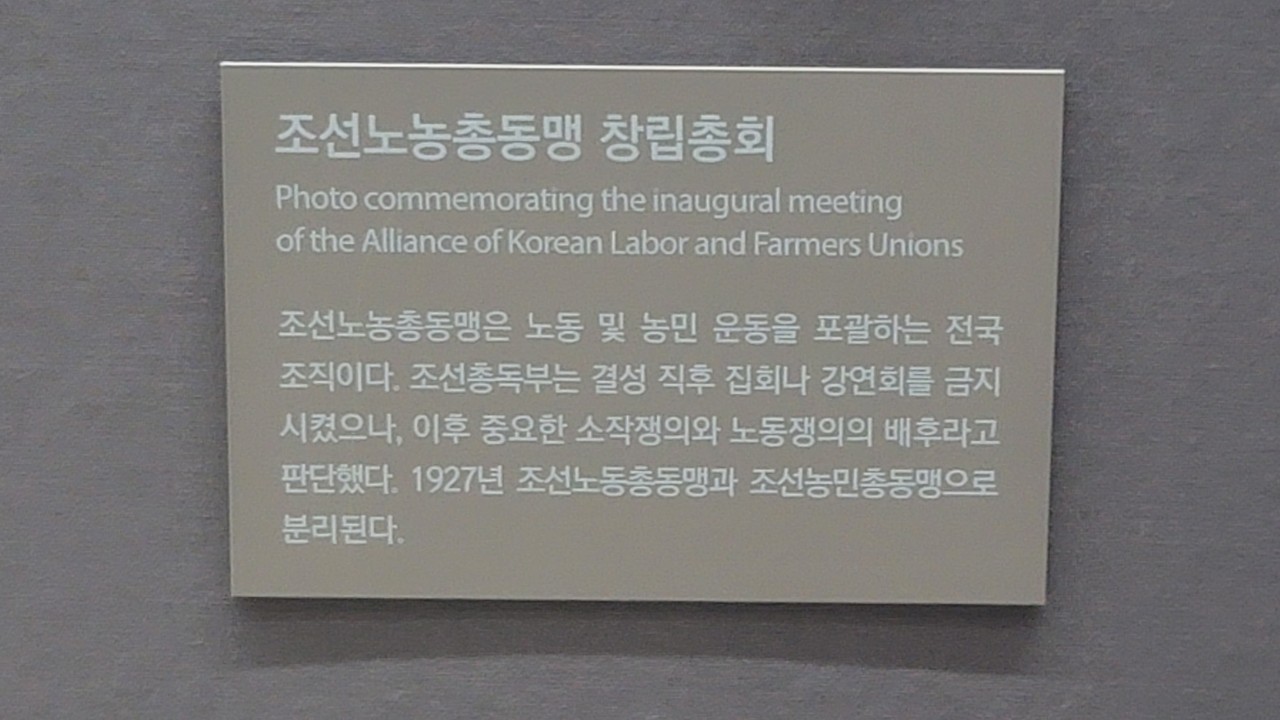 조선노농총동맹 창립총회
Photo commemorating the inaugural meeting
of the Alliance of Korean Labor and Farmers Unions
조선노농총동맹은 노동 및 농민 운동을 포괄하는 전국
조직이다. 조선총독부는 결성 직후 집회나 강연회를 금지
시켰으나, 이후 중요한 소작쟁의와 노동쟁의의 배후라고
판단했다. 1927년 조선노동총동맹과 조선농민총동맹으로
분리된다.